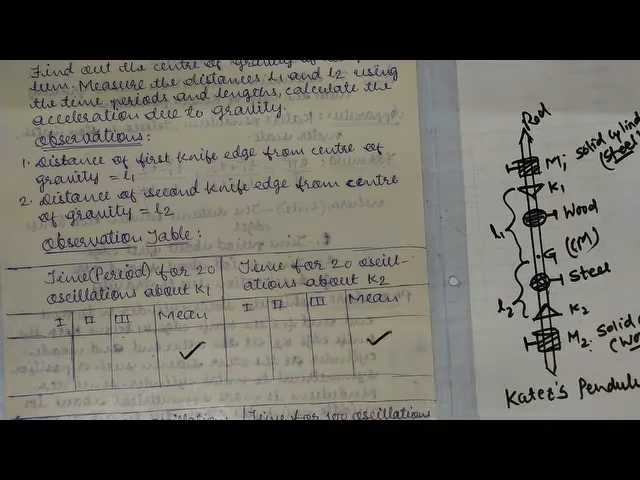 Find out the centre of gravity of
lum. Measure the distances l1 and l2 using
the time periods and lengths, calculate the
acceleration due to gravity.
Observations:
1. Distance of first knife edge from centre of
gravity = l1
2. Distance of second knife edge from centre
of gravity = l2
Observation Table:
Time (Period) for 20 oscillations about K1
Time for 20 oscill-
ations about K2
I II III Mean I II III Mean
Time for 100 oscillations
Rod
M1: solid cylind
(Steel
K1
Wood
l1
G (CM)
Steel
l2
K2
M2: Solid
(Wo
Kater's Pendul